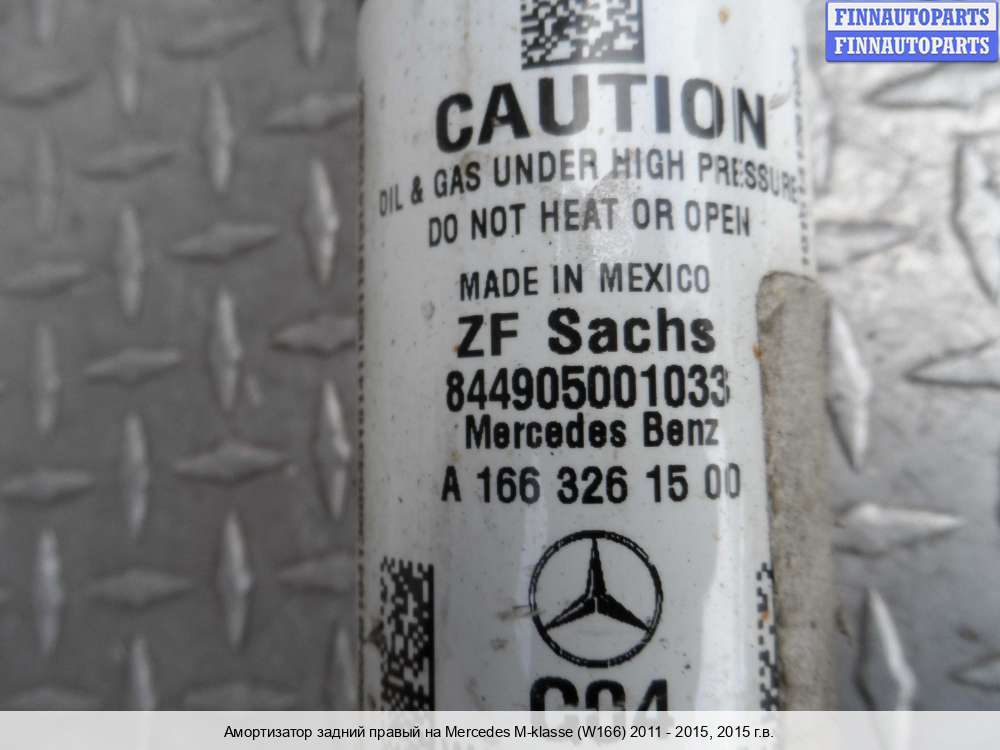 FINNAUTOPARTS
FINNAUTOPARTS
CAUTION
OIL & GAS UNDER HIGH PRESSURE
DO NOT HEAT OR OPEN
MADE IN MEXICO
ZF Sachs
844905001033
Mercedes Benz
A 166 326 15 00
Амортизатор задний правый на Mercedes M-klasse (W166) 2011 - 2015, 2015 г.в.